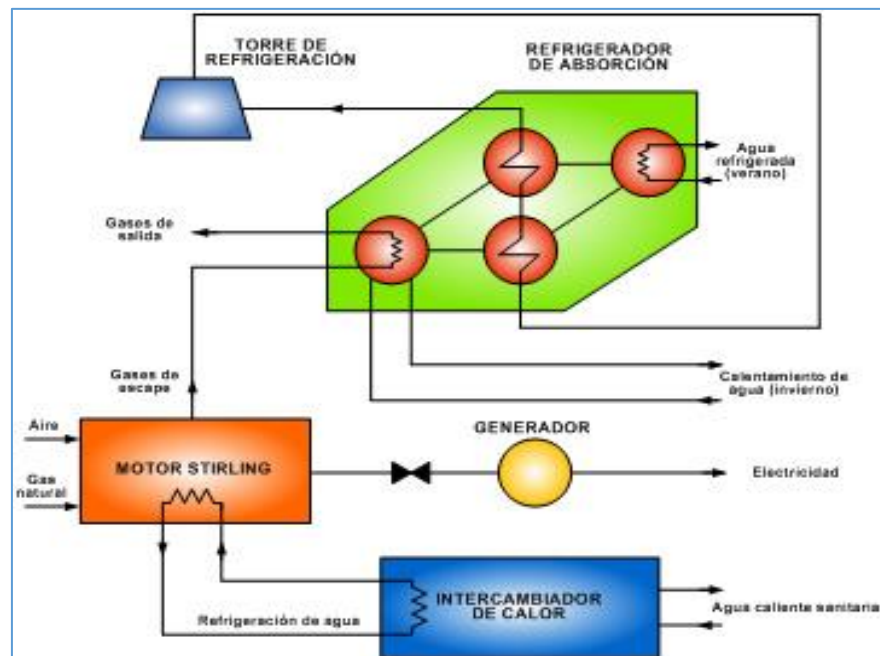 TORRE DE
REFRIGERACIÓN
REFRIGERADOR
DE ABSORCIÓN
Agua
refrigerada
(verano)
Gases de
salida
Gases de
escape
Calentamiento de
agua (invierno)
Aire
Gas
natural
MOTOR STIRLING
GENERADOR
Electricidad
Refrigeración de agua
INTERCAMBIADOR
DE CALOR
Agua caliente sanitaria